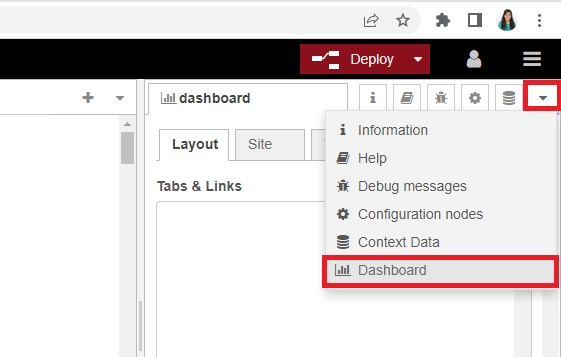 Deploy
dashboard
Layout
Site
Tabs & Links
Information
Help
Debug messages
Configuration nodes
Context Data
Dashboard